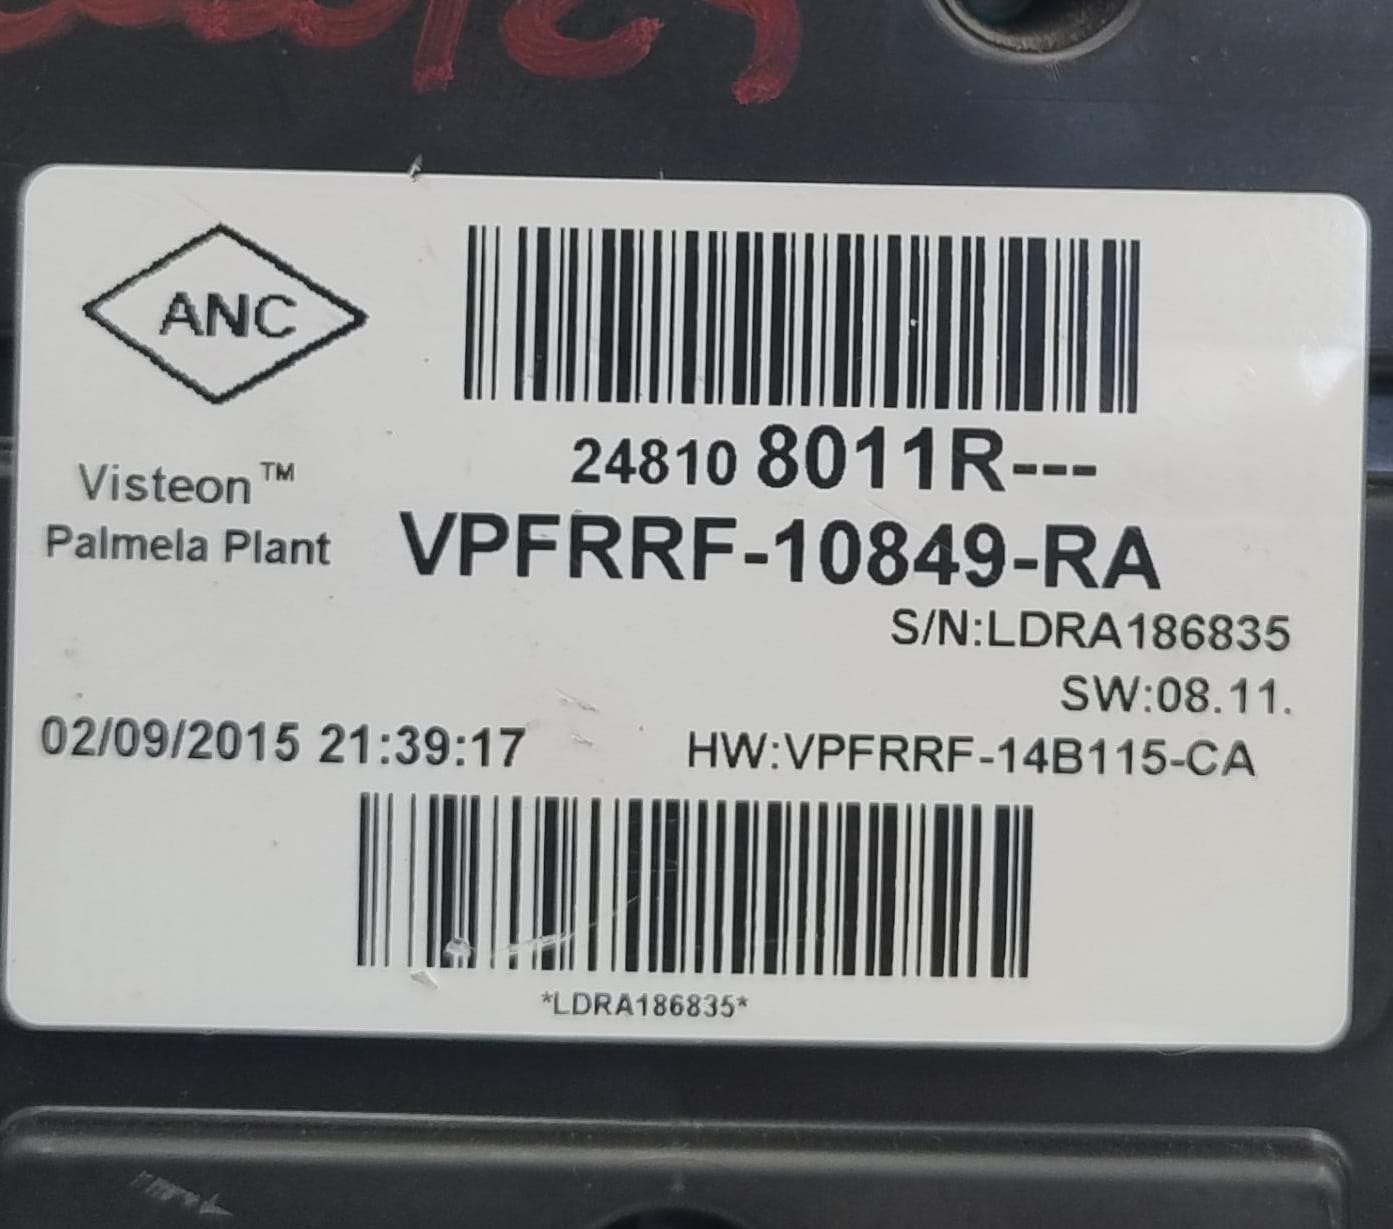 ANC
24810 8011R---
Visteon™
Palmela Plant
VPFRRF-10849-RA
S/N:LDRA186835
SW:08.11.
02/09/2015 21:39:17
HW:VPFRRF-14B115-CA
*LDRA186835*